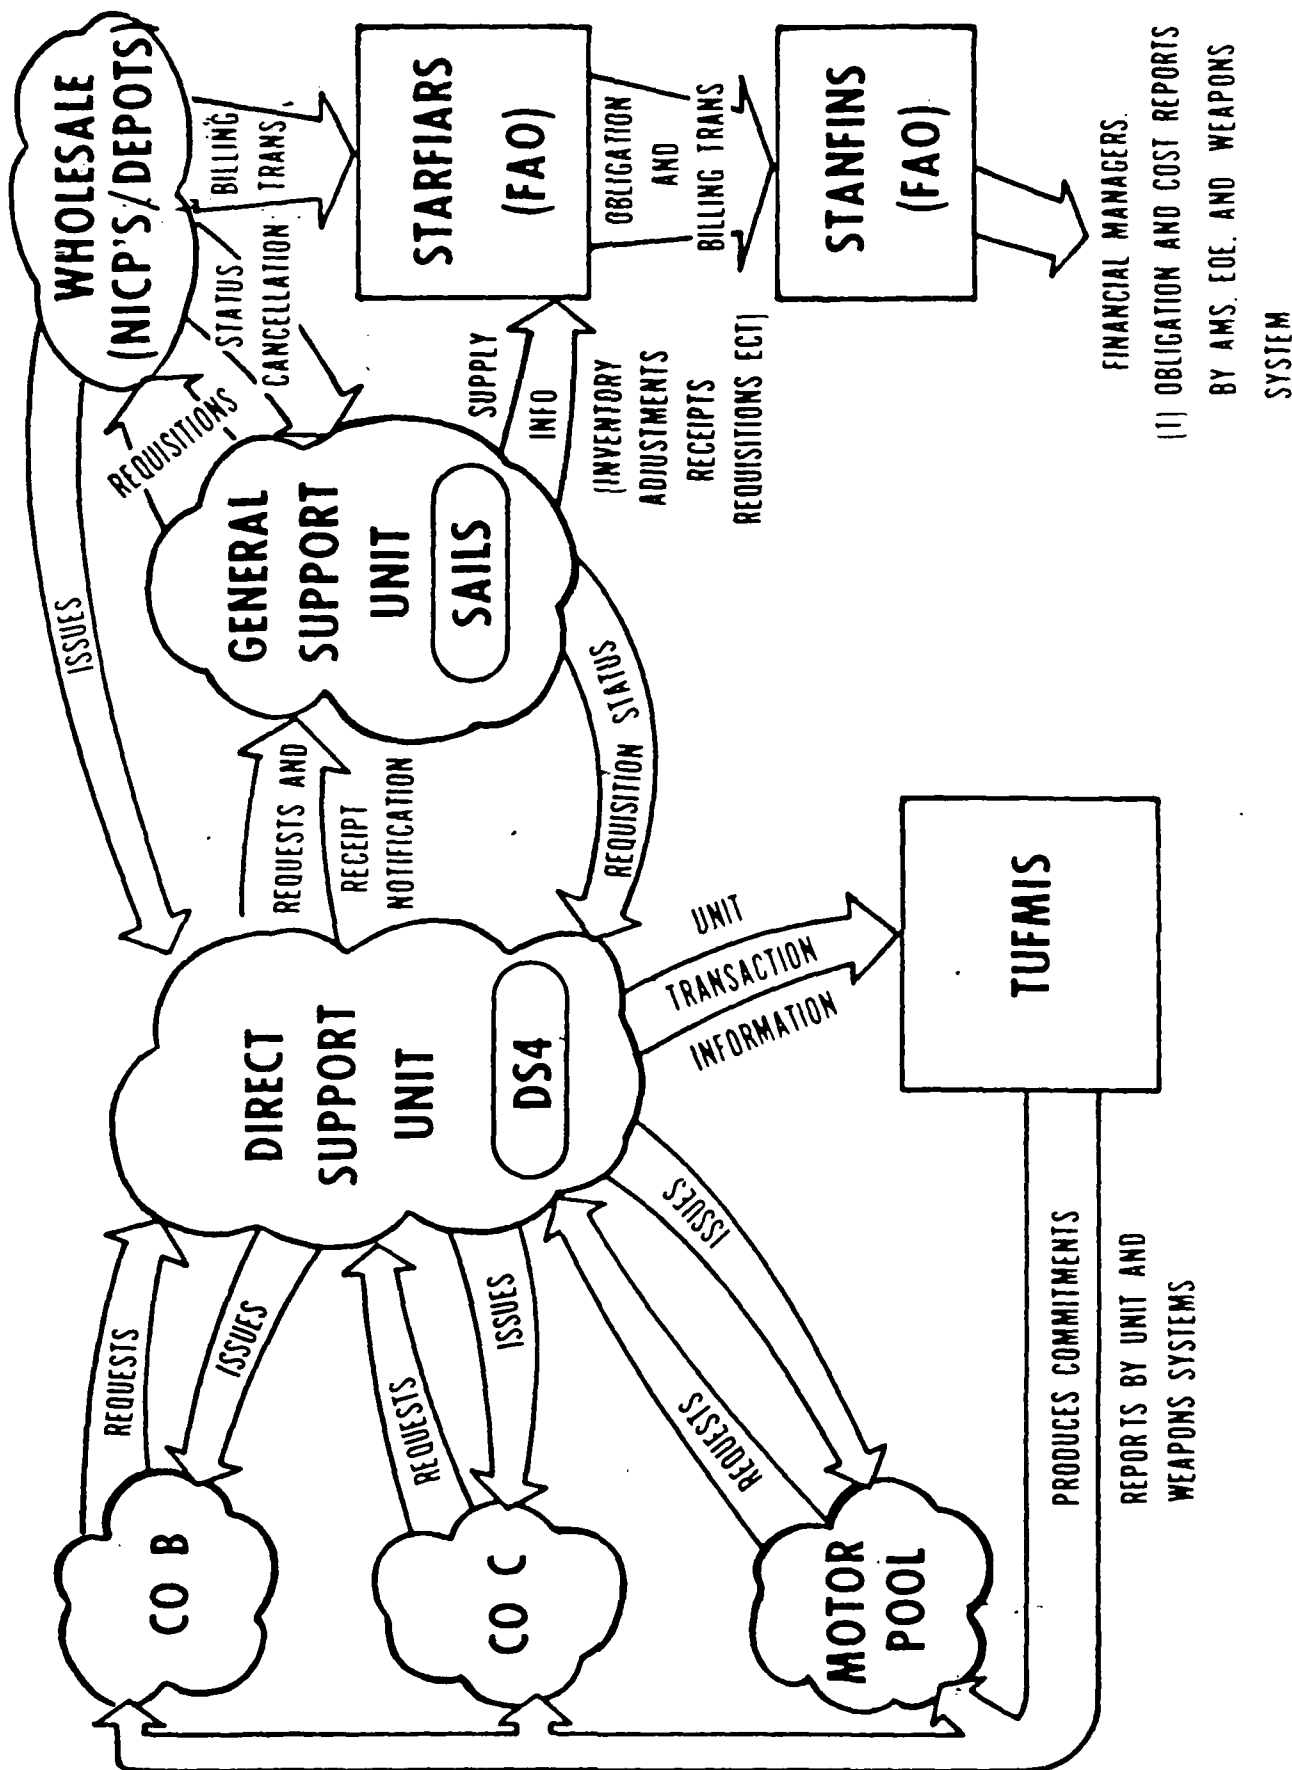 CO B
CO C
MOTOR
POOL
REQUESTS
ISSUES
REQUESTS
ISSUES
REQUESTS
ISSUES
DIRECT
SUPPORT
UNIT
DS4
ISSUES
REQUESTS AND
RECEIPT
NOTIFICATION
REQUISITION STATUS
UNIT
TRANSACTION
INFORMATION
TUFMIS
PRODUCES COMMITMENTS
REPORTS BY UNIT AND
WEAPONS SYSTEMS
GENERAL
SUPPORT
UNIT
SAILS
REQUISITIONS
STATUS
CANCELLATION
WHOLESALE
(NICP'S/DEPOTS)
BILLING
TRANS
SUPPLY
INFO
(INVENTORY
ADJUSTMENTS
RECEIPTS
REQUISITIONS ECT)
STARFIARS
(FAO)
OBLIGATION
AND
BILLING TRANS
STANFINS
(FAO)
FINANCIAL MANAGERS.
(1) OBLIGATION AND COST REPORTS
BY AMS. EOE. AND WEAPONS
SYSTEM